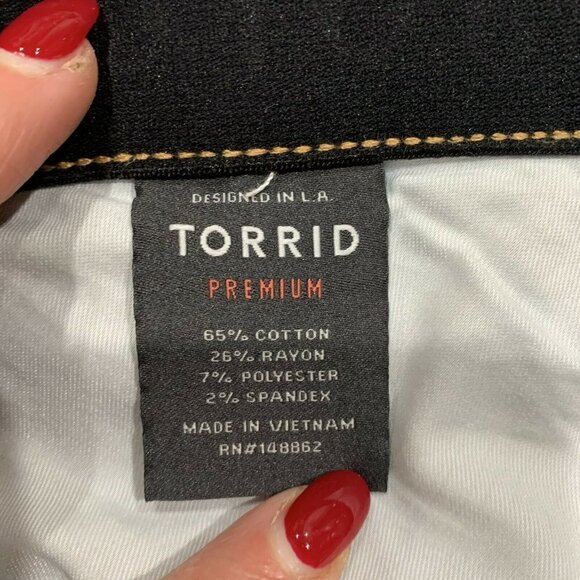 DESIGNED IN L.A.
TORRID
PREMIUM
65% COTTON
26% RAYON
7% POLYESTER
2% SPANDEX
MADE IN VIETNAM
RN#148862